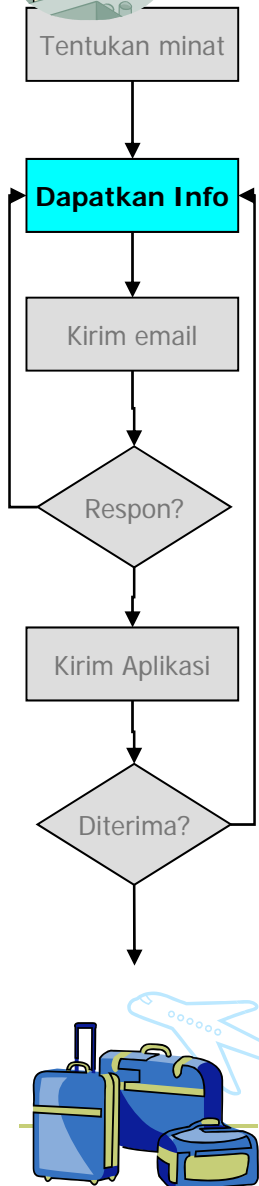 Tentukan minat
Dapatkan Info
Kirim email
Respon?
Kirim Aplikasi
Diterima?